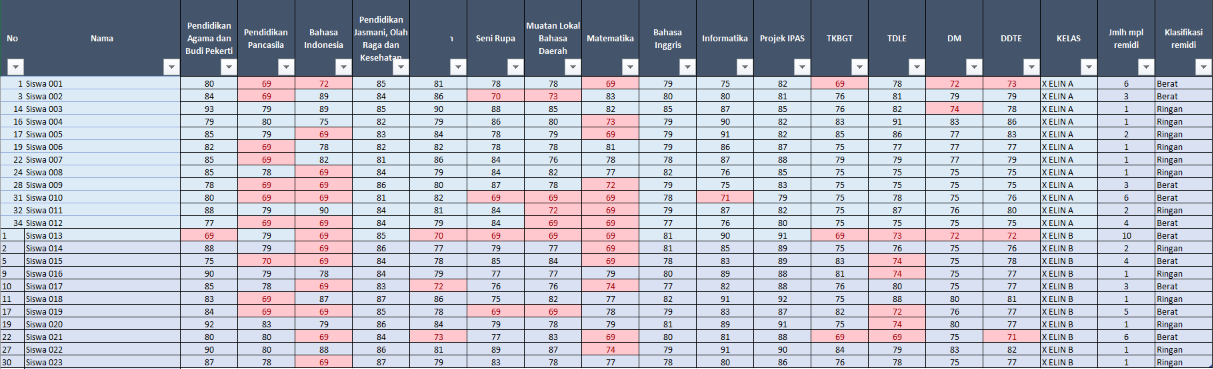 No
Nama
Pendidikan
Agama dan
Budi Pekerti
Pendidikan
Pancasila
Bahasa
Indonesia
Pendidikan
Jasmani, Olah
Raga dan
Kesehatan
Seni Rupa
Muatan Lokal
Bahasa
Daerah
Matematika
Bahasa
Inggris
Informatika
Projek IPAS
TKBGT
TDLE
DM
DDTE
KELAS
Jmlh mpl
remidi
Klasifikasi
remidi
1 Siswa 001 80 69 72 85 81 78 78 69 79 75 82 69 78 72 73 X ELIN A 6 Berat
3 Siswa 002 84 69 89 84 86 70 73 83 80 80 81 76 81 79 79 X ELIN A 3 Berat
14 Siswa 003 93 79 89 85 90 88 85 82 85 87 85 76 82 74 78 X ELIN A 1 Ringan
16 Siswa 004 79 80 75 82 79 86 80 73 79 90 82 83 91 83 86 X ELIN A 1 Ringan
17 Siswa 005 85 79 69 83 84 78 79 69 79 91 82 85 86 77 83 X ELIN A 2 Ringan
19 Siswa 006 82 69 78 82 82 78 78 81 79 86 84 75 77 77 77 X ELIN A 1 Ringan
22 Siswa 007 85 69 82 81 86 84 76 78 78 87 88 79 79 77 79 X ELIN A 1 Ringan
24 Siswa 008 85 78 69 84 79 84 82 77 82 76 85 75 75 75 75 X ELIN A 1 Ringan
28 Siswa 009 78 69 69 86 80 87 78 72 79 75 83 75 75 75 75 X ELIN A 3 Berat
31 Siswa 010 80 69 69 81 82 69 69 69 78 71 79 75 78 75 76 X ELIN A 6 Berat
32 Siswa 011 88 79 90 84 81 84 72 69 79 87 82 75 87 76 80 X ELIN A 2 Ringan
34 Siswa 012 77 69 69 84 79 84 69 69 77 76 80 75 75 75 75 X ELIN A 4 Berat
1 Siswa 013 69 79 69 85 70 69 69 69 81 90 91 69 73 72 72 X ELIN B 10 Berat
2 Siswa 014 88 79 69 86 77 79 77 69 81 85 89 75 76 75 76 X ELIN B 2 Ringan
5 Siswa 015 75 70 69 84 78 85 84 69 78 83 83 79 74 75 78 X ELIN B 4 Berat
9 Siswa 016 90 79 78 84 79 77 77 79 80 89 88 81 74 75 77 X ELIN B 1 Ringan
10 Siswa 017 85 78 69 83 72 76 76 74 77 82 88 76 80 75 77 X ELIN B 3 Berat
11 Siswa 018 83 69 87 87 86 75 82 77 82 91 92 75 88 80 81 X ELIN B 1 Ringan
17 Siswa 019 84 69 69 85 78 69 69 78 79 83 87 82 72 76 77 X ELIN B 5 Berat
19 Siswa 020 92 83 79 86 84 79 78 79 81 89 91 75 74 80 77 X ELIN B 1 Ringan
22 Siswa 021 80 80 69 84 73 77 83 69 80 81 88 69 69 75 71 X ELIN B 6 Berat
27 Siswa 022 90 80 88 86 81 89 87 74 79 91 90 84 79 83 82 X ELIN B 1 Ringan
30 Siswa 023 87 78 69 87 79 83 78 77 78 80 86 76 78 75 77 X ELIN B 1 Ringan